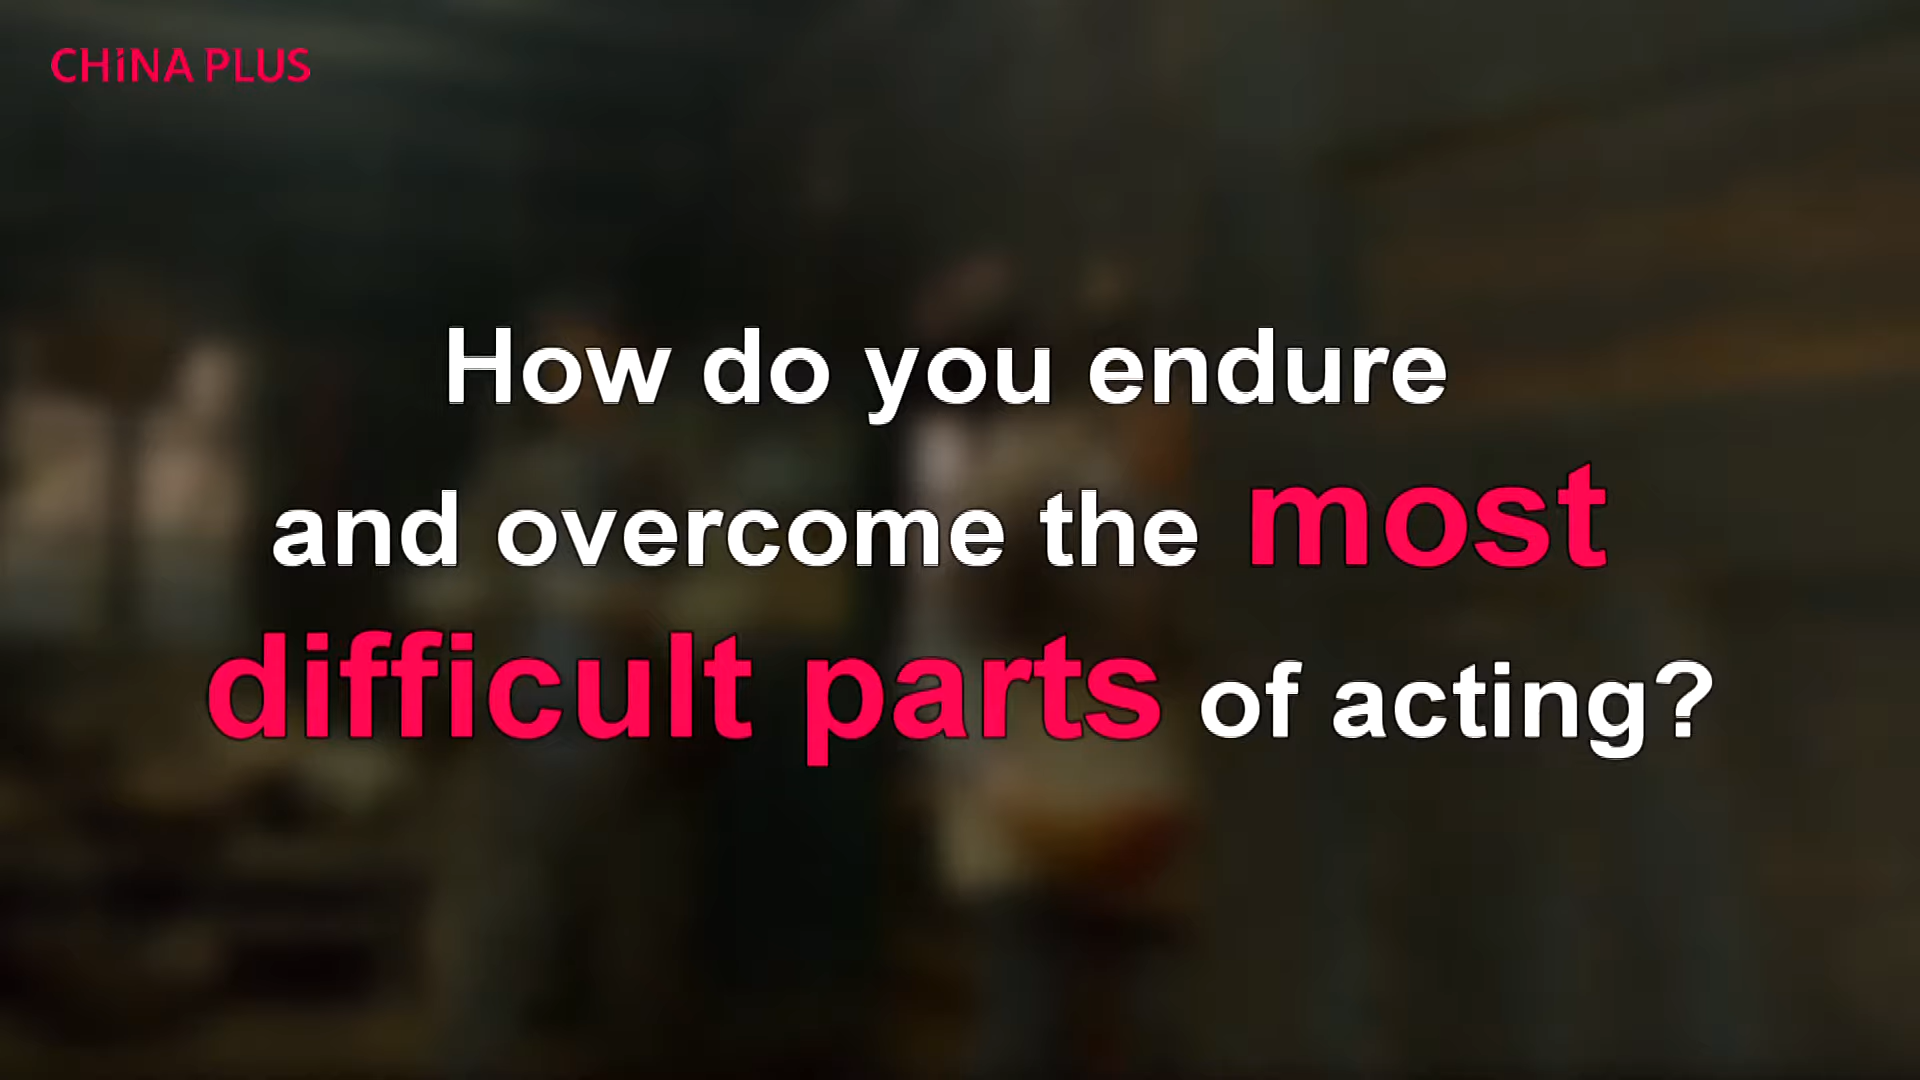 CHiNA PLUS
How do you endure
and overcome the most
difficult parts of acting?